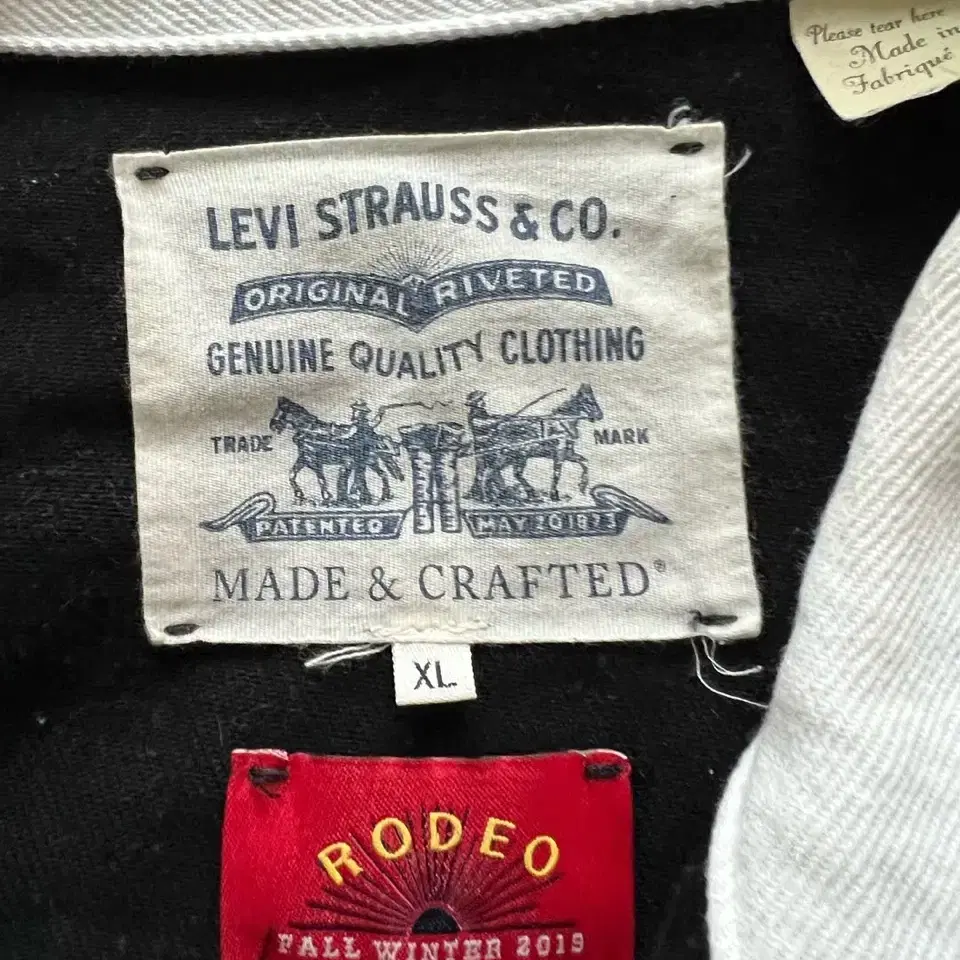 Please tear here
Made in
Fabriqué
LEVI STRAUSS & CO.
ORIGINAL RIVETED
GENUINE QUALITY CLOTHING
TRADE MARK
PATENTED MAY 20 1873
MADE & CRAFTED®
XL
RODEO
FALL WINTER 2019